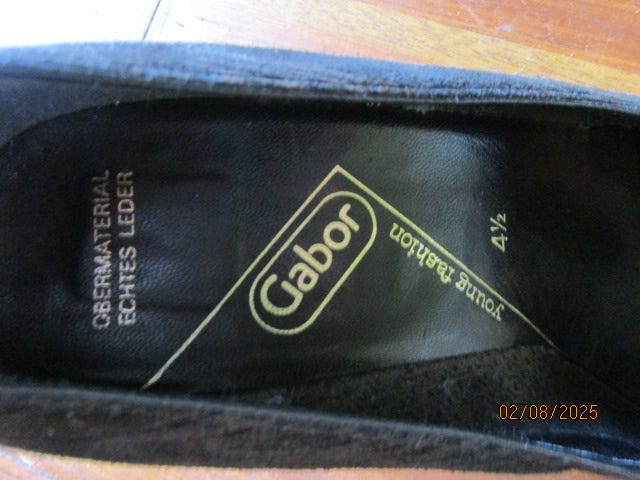 OBERMATERIAL
ECHTES LEDER
Gabor
young fashion
4½
02/08/2025